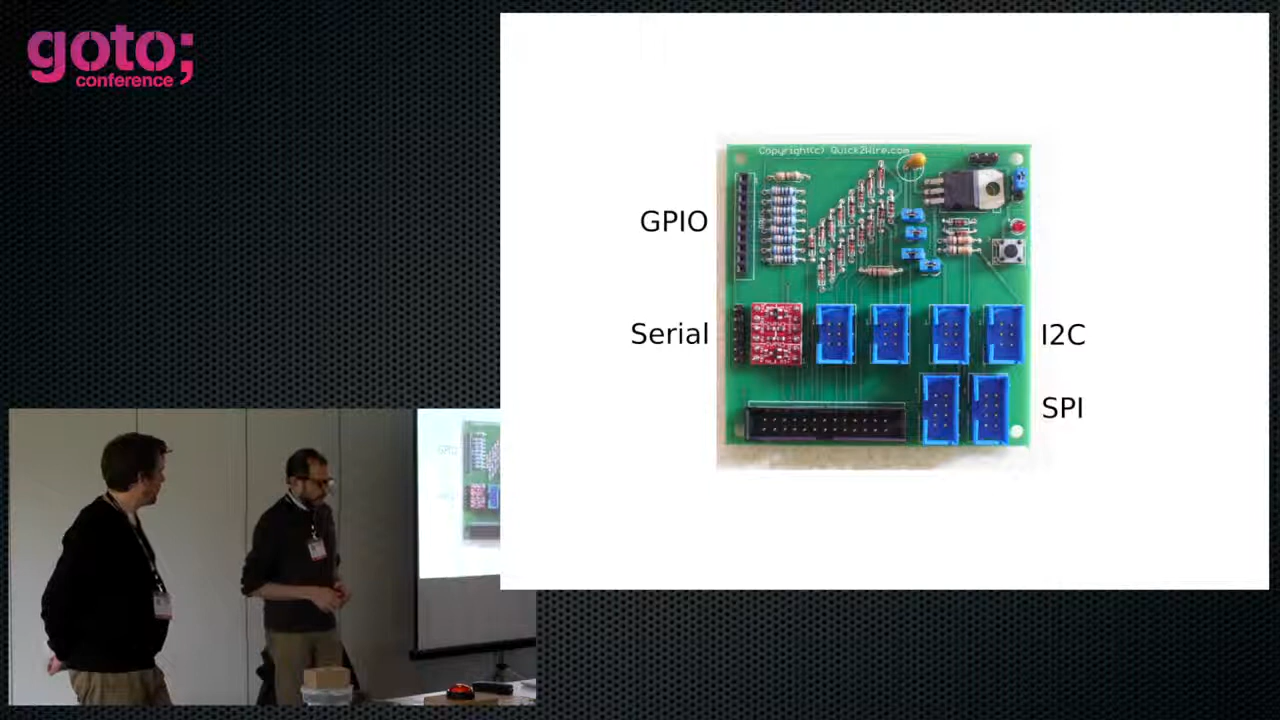 goto;
conference
Copyright(c) Quick2Wire.com
GPIO
Serial
I2C
SPI